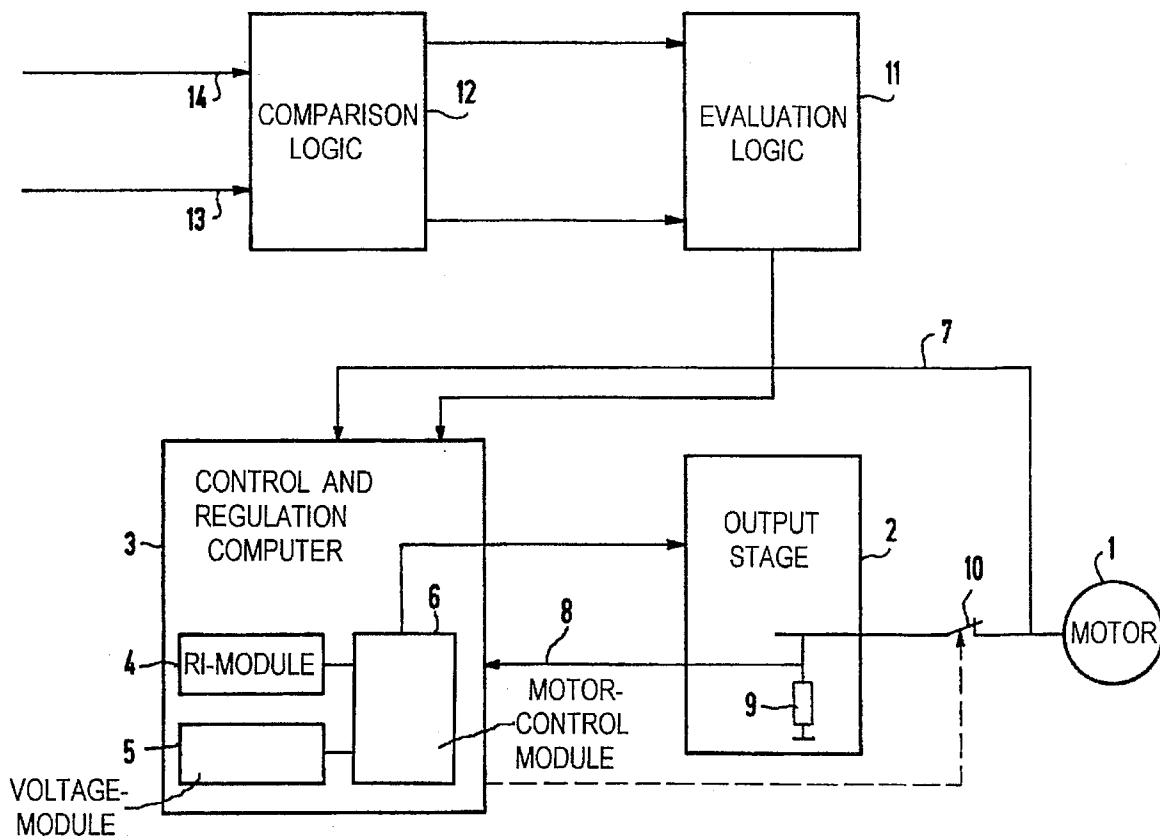 14
13
COMPARISON
LOGIC
12
EVALUATION
LOGIC
11
7
CONTROL AND
REGULATION
COMPUTER
3
6
4
RI-MODULE
5
VOLTAGE-
MODULE
8
MOTOR-
CONTROL
MODULE
OUTPUT
STAGE
2
9
10
1
MOTOR